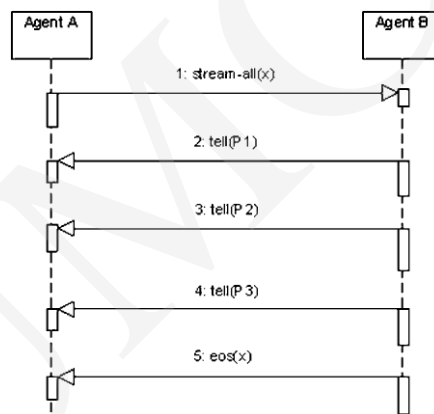 Agent A
Agent B
1: stream-all(x)
2: tell(P1)
3: tell(P2)
4: tell(P3)
5: eos(x)